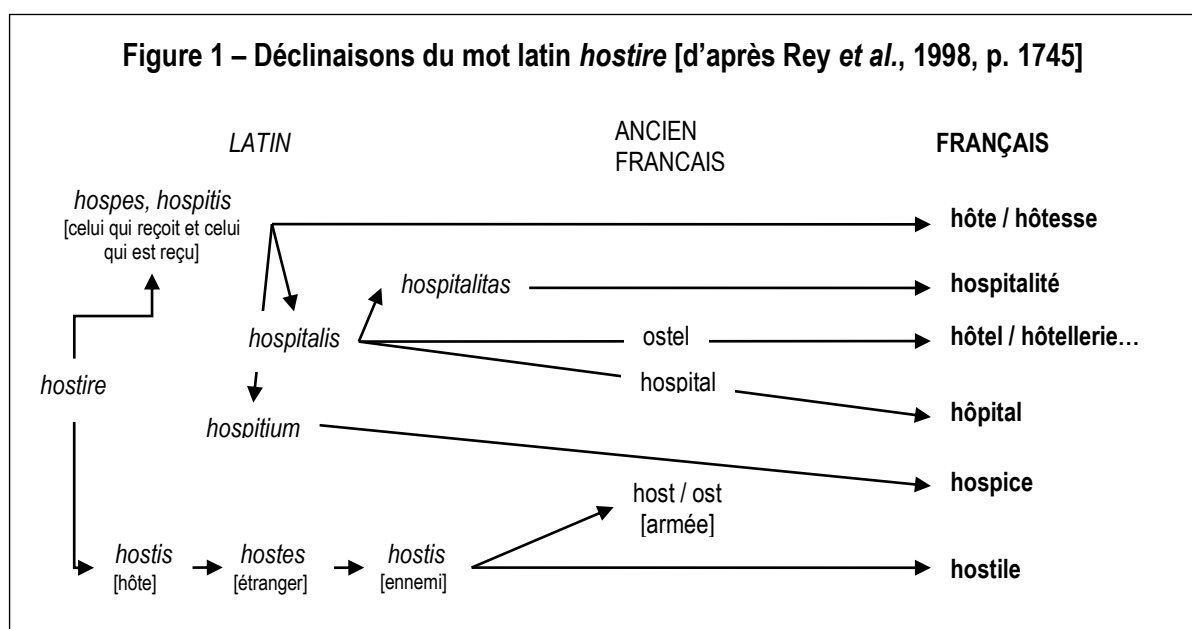 Figure 1 – Déclinaisons du mot latin hostire [d’après Rey et al., 1998, p. 1745]
LATIN
ANCIEN
FRANCAIS
FRANÇAIS
hospes, hospitis
[celui qui reçoit et celui
qui est reçu]
hôte / hôtesse
hospitalitas
hospitalité
hospitalis
ostel
hôtel / hôtellerie…
hostire
hospital
hôpital
hospitium
hospice
host / ost
[armée]
hostis
[hôte]
hostes
[étranger]
hostis
[ennemi]
hostile